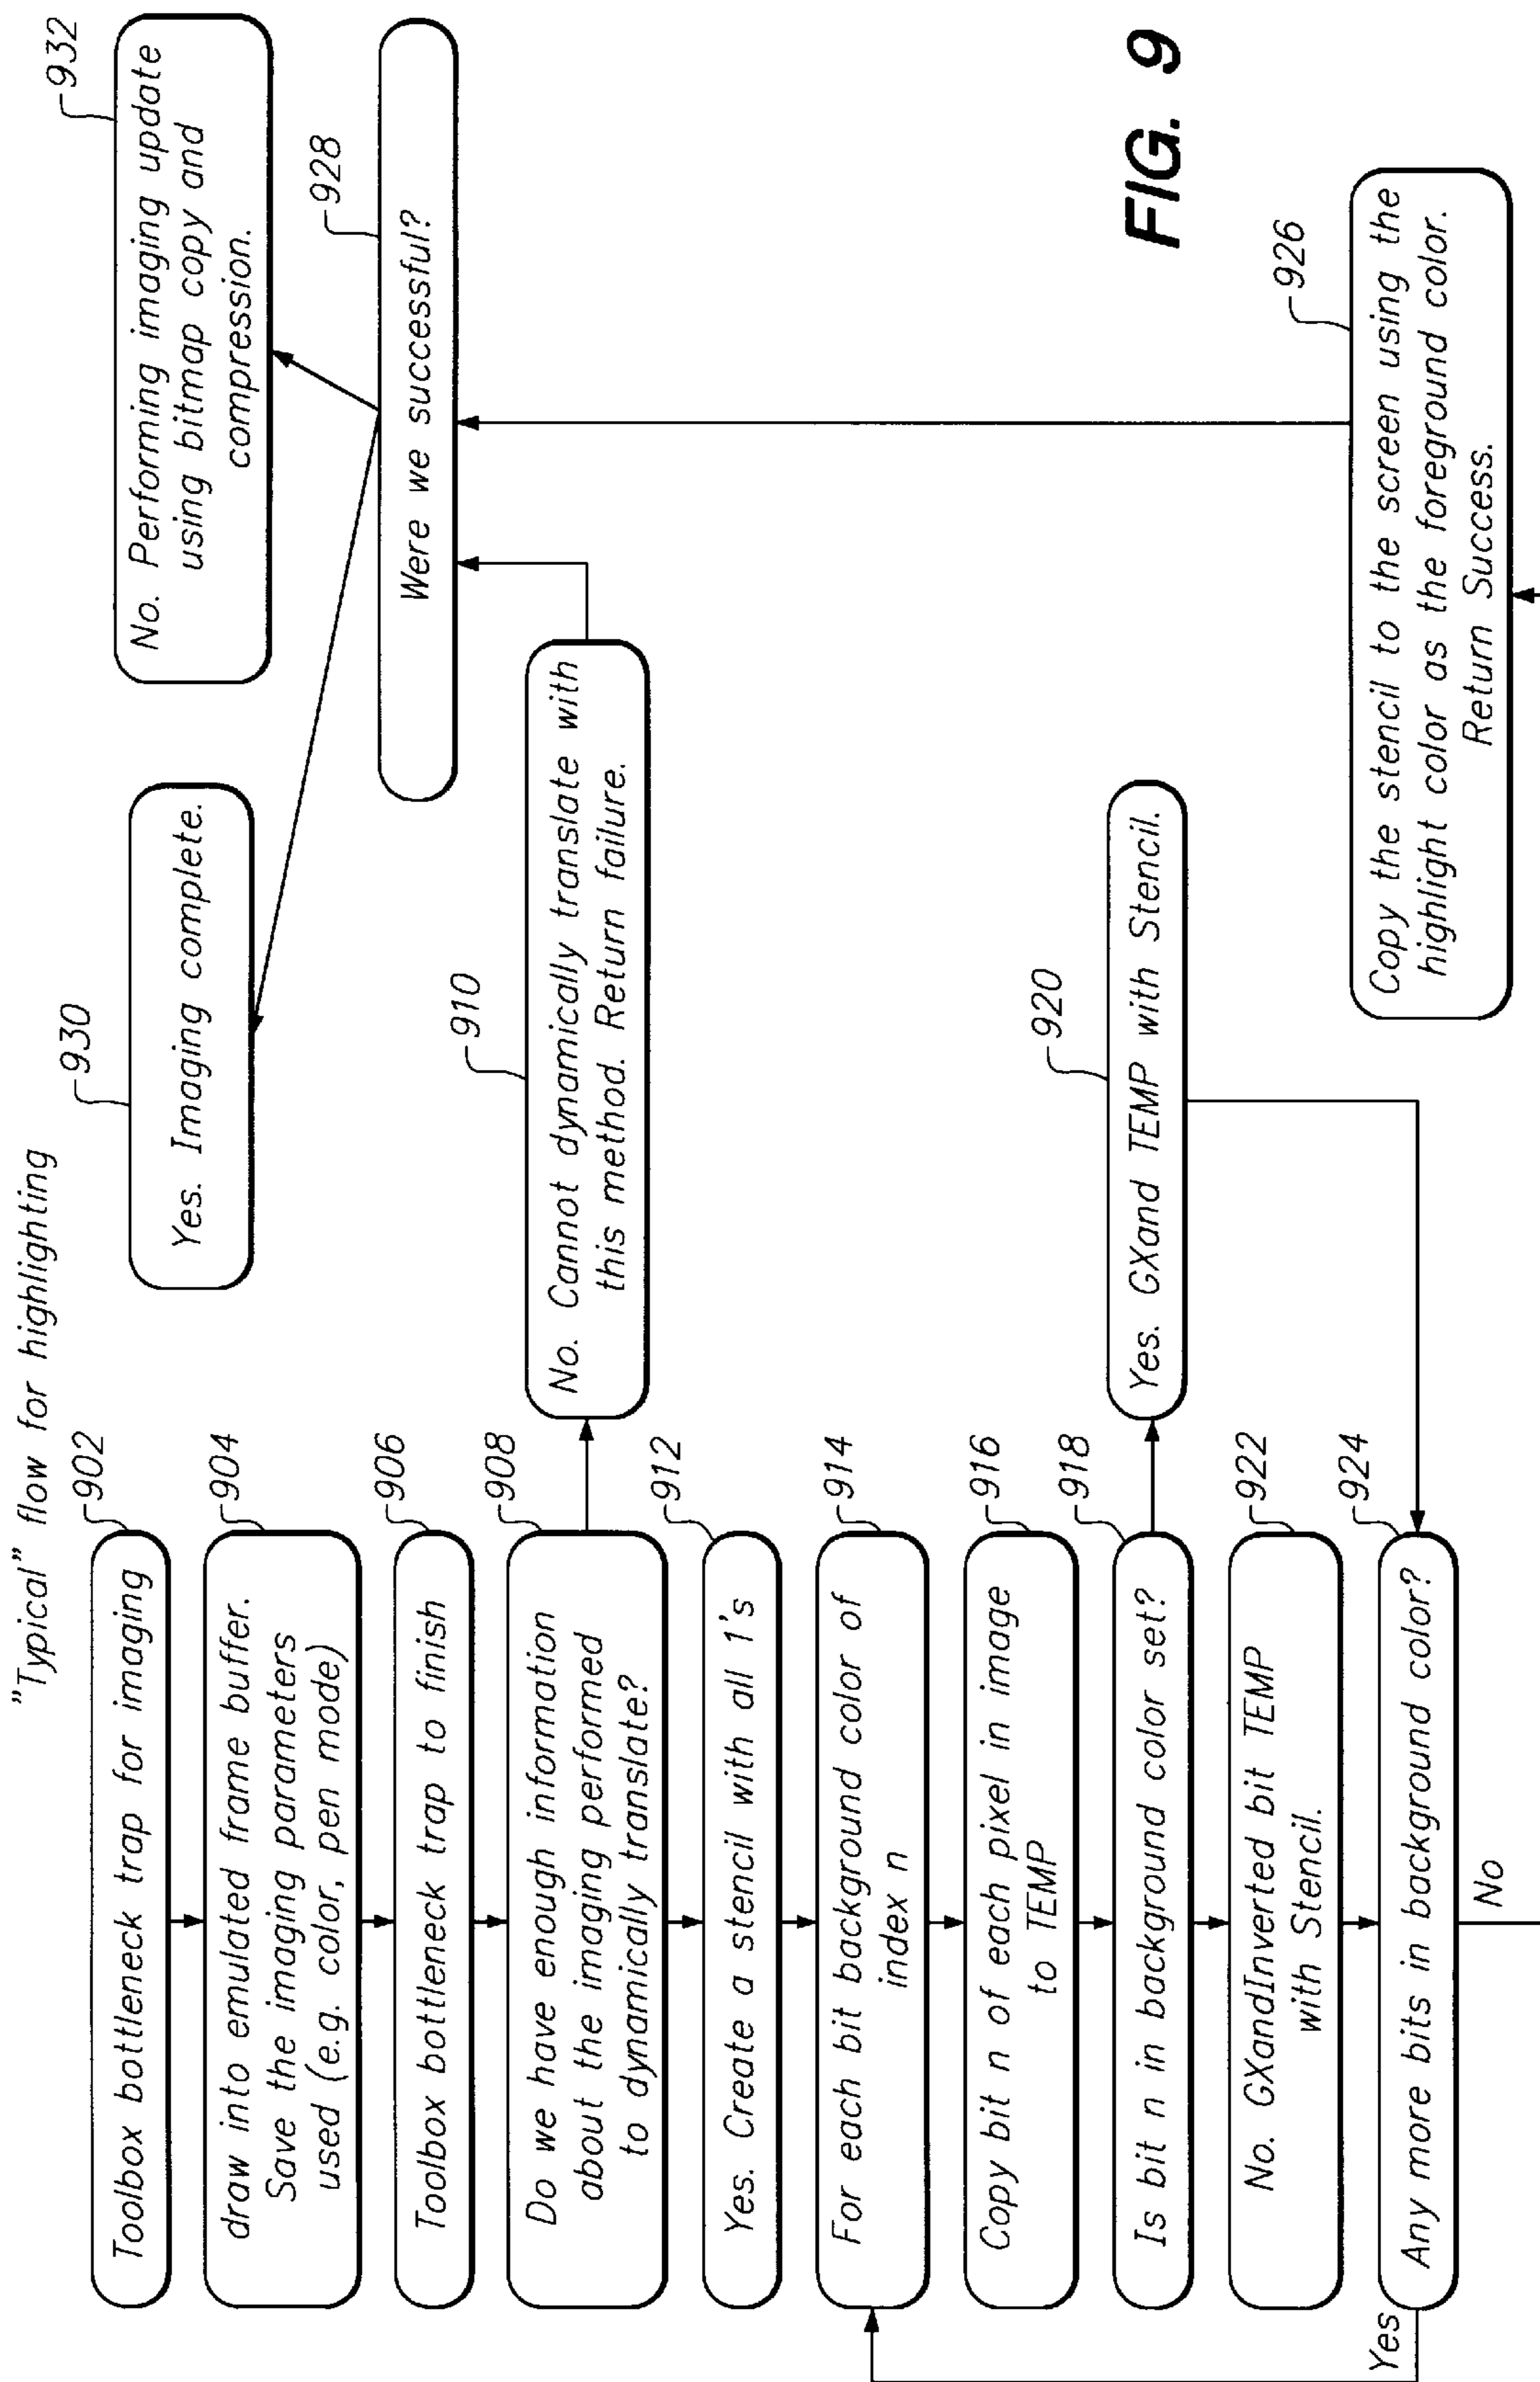 "Typical" flow for highlighting
902
Toolbox bottleneck trap for imaging
904
draw into emulated frame buffer.
Save the imaging parameters
used (e.g. color, pen mode)
906
Toolbox bottleneck trap to finish
908
Do we have enough information
about the imaging performed
to dynamically translate?
910
No. Cannot dynamically translate with
this method. Return failure.
912
Yes. Create a stencil with all 1's
914
For each bit background color of
index n
916
Copy bit n of each pixel in image
to TEMP
918
Is bit n in background color set?
920
Yes. GXand TEMP with Stencil.
922
No. GXandInverted bit TEMP
with Stencil.
924
Any more bits in background color?
Yes
No
926
Copy the stencil to the screen using the
highlight color as the foreground color.
Return Success.
928
Were we successful?
930
Yes. Imaging complete.
932
No. Performing imaging update
using bitmap copy and
compression.
FIG. 9